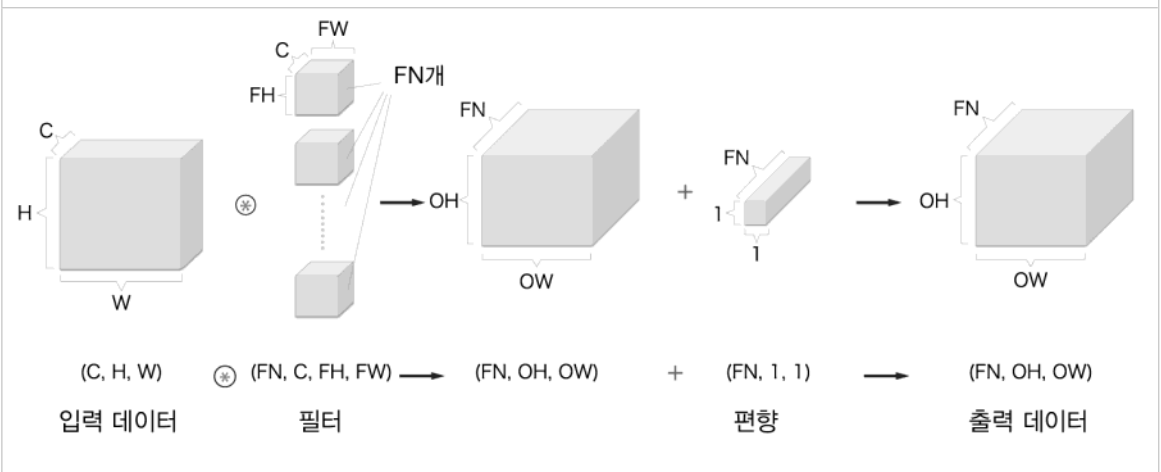 FW
C
FN개
FH
FN
FN
C
FN
H
OH
1
OH
1
OW
OW
W
(C, H, W) ⊛ (FN, C, FH, FW) → (FN, OH, OW) + (FN, 1, 1) → (FN, OH, OW)
입력 데이터 필터 편향 출력 데이터